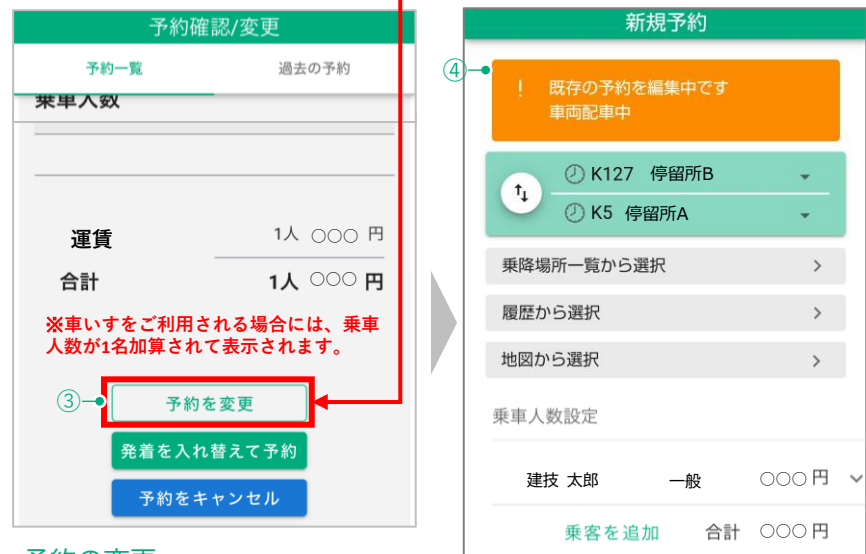 予約確認/変更
予約一覧 過去の予約
乗車人数
運賃 1人 ○○○ 円
合計 1人 ○○○ 円
※車いすをご利用される場合には、乗車
人数が1名加算されて表示されます。
③
予約を変更
発着を入れ替えて予約
予約をキャンセル
予約の変更
新規予約
④
! 既存の予約を編集中です
車両配車中
K127 停留所B
K5 停留所A
乗降場所一覧から選択
履歴から選択
地図から選択
乗車人数設定
建技 太郎 一般 ○○○ 円
乗客を追加 合計 ○○○ 円